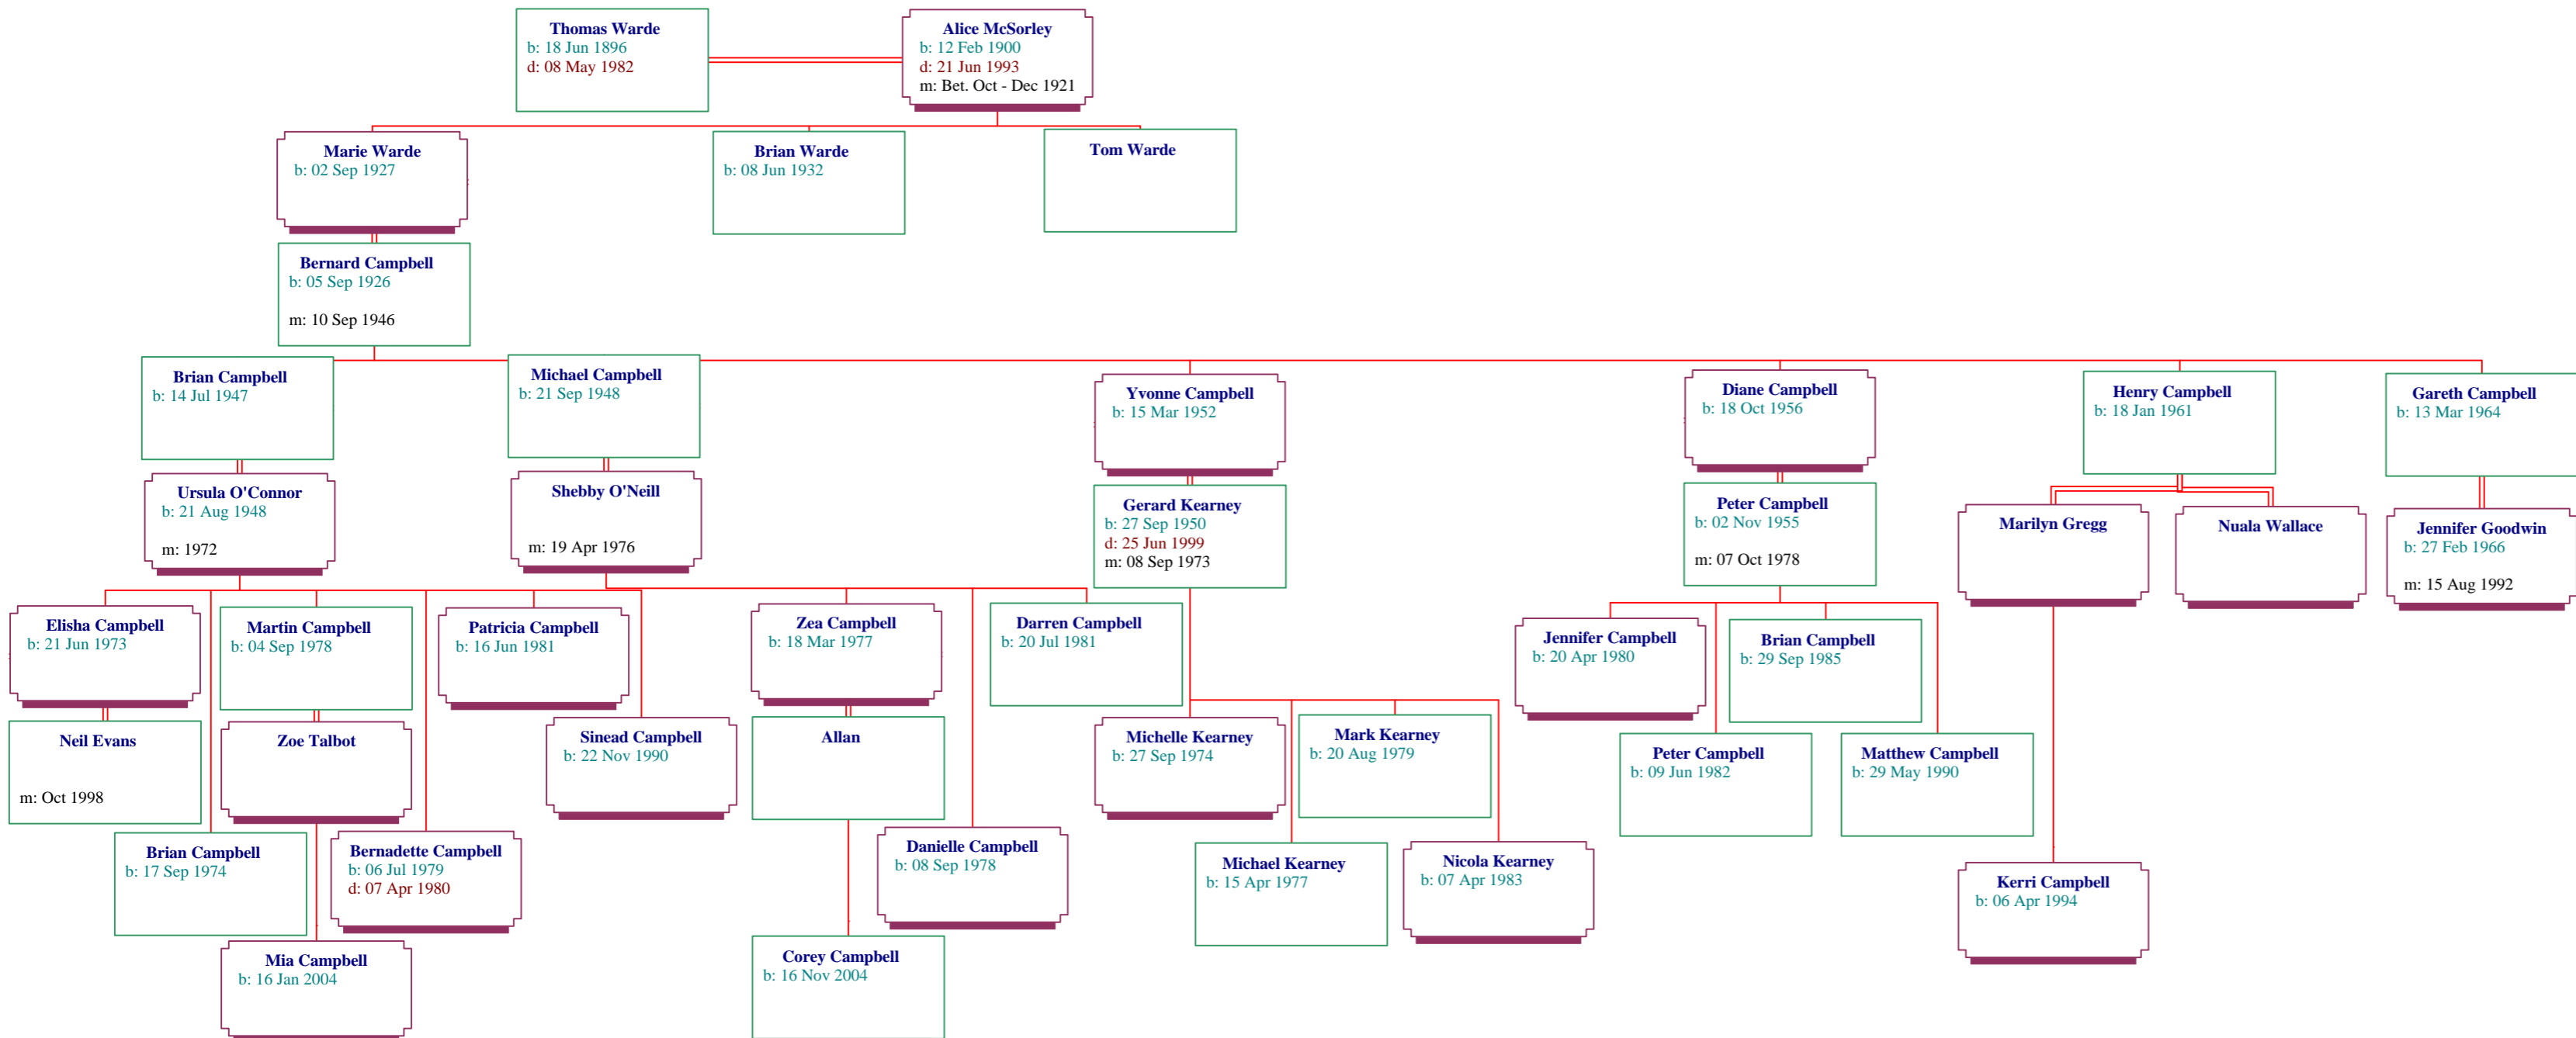 Thomas Warde
b: 18 Jun 1896
d: 08 May 1982
Alice McSorley
b: 12 Feb 1900
d: 21 Jun 1993
m: Bet. Oct - Dec 1921
Marie Warde
b: 02 Sep 1927
Brian Warde
b: 08 Jun 1932
Tom Warde
Bernard Campbell
b: 05 Sep 1926
m: 10 Sep 1946
Brian Campbell
b: 14 Jul 1947
Michael Campbell
b: 21 Sep 1948
Yvonne Campbell
b: 15 Mar 1952
Diane Campbell
b: 18 Oct 1956
Henry Campbell
b: 18 Jan 1961
Gareth Campbell
b: 13 Mar 1964
Ursula O'Connor
b: 21 Aug 1948
m: 1972
Shebby O'Neill
m: 19 Apr 1976
Gerard Kearney
b: 27 Sep 1950
d: 25 Jun 1999
m: 08 Sep 1973
Peter Campbell
b: 02 Nov 1955
m: 07 Oct 1978
Marilyn Gregg
Nuala Wallace
Jennifer Goodwin
b: 27 Feb 1966
m: 15 Aug 1992
Elisha Campbell
b: 21 Jun 1973
Martin Campbell
b: 04 Sep 1978
Patricia Campbell
b: 16 Jun 1981
Zea Campbell
b: 18 Mar 1977
Darren Campbell
b: 20 Jul 1981
Jennifer Campbell
b: 20 Apr 1980
Brian Campbell
b: 29 Sep 1985
Neil Evans
m: Oct 1998
Zoe Talbot
Sinead Campbell
b: 22 Nov 1990
Allan
Michelle Kearney
b: 27 Sep 1974
Mark Kearney
b: 20 Aug 1979
Peter Campbell
b: 09 Jun 1982
Matthew Campbell
b: 29 May 1990
Brian Campbell
b: 17 Sep 1974
Bernadette Campbell
b: 06 Jul 1979
d: 07 Apr 1980
Danielle Campbell
b: 08 Sep 1978
Michael Kearney
b: 15 Apr 1977
Nicola Kearney
b: 07 Apr 1983
Kerri Campbell
b: 06 Apr 1994
Mia Campbell
b: 16 Jan 2004
Corey Campbell
b: 16 Nov 2004